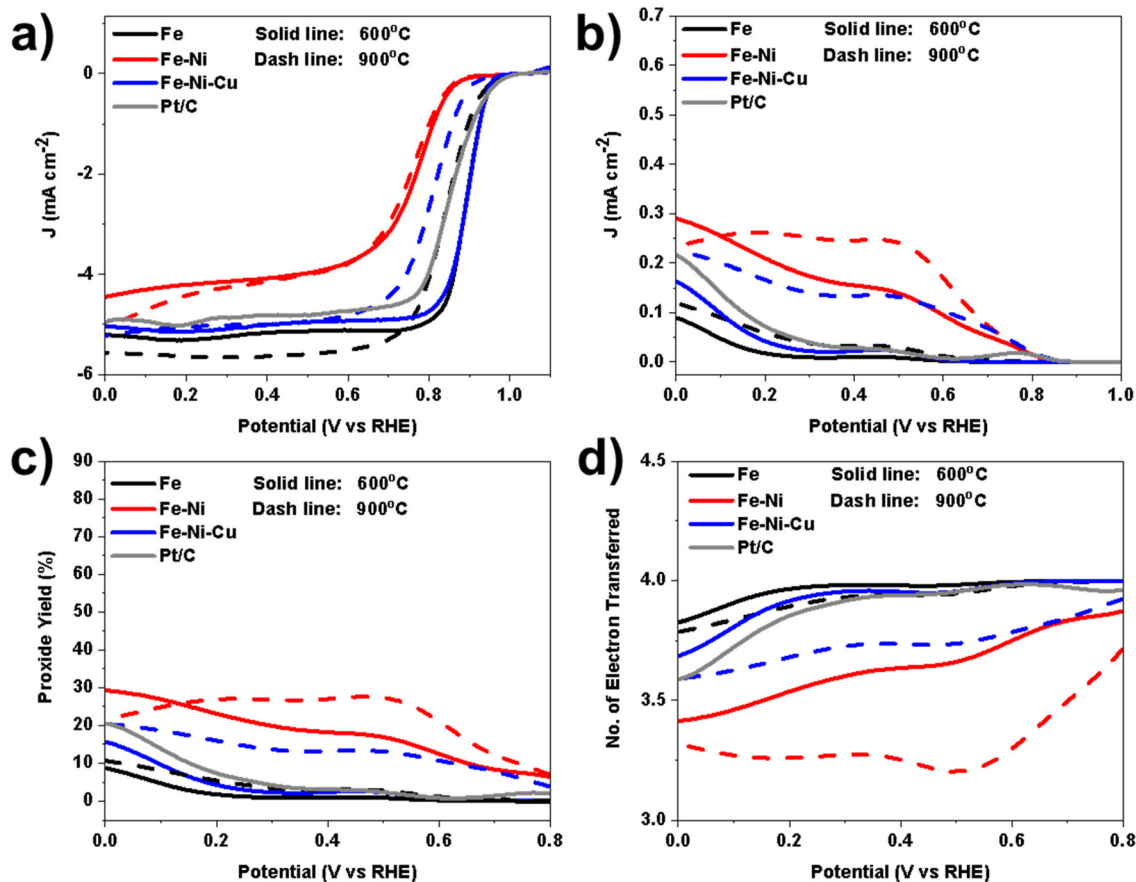 a)
Fe Solid line: 600°C
Fe-Ni Dash line: 900°C
Fe-Ni-Cu
Pt/C
0
-2
-4
-6
J (mA cm-2)
0.0 0.2 0.4 0.6 0.8 1.0
Potential (V vs RHE)
b)
Fe Solid line: 600°C
Fe-Ni Dash line: 900°C
Fe-Ni-Cu
Pt/C
0.7
0.6
0.5
0.4
0.3
0.2
0.1
0.0
J (mA cm-2)
0.0 0.2 0.4 0.6 0.8 1.0
Potential (V vs RHE)
c)
Fe Solid line: 600°C
Fe-Ni Dash line: 900°C
Fe-Ni-Cu
Pt/C
90
80
70
60
50
40
30
20
10
0
Proxide Yield (%)
0.0 0.2 0.4 0.6 0.8
Potential (V vs RHE)
d)
Fe Solid line: 600°C
Fe-Ni Dash line: 900°C
Fe-Ni-Cu
Pt/C
4.5
4.0
3.5
3.0
No. of Electron Transferred
0.0 0.2 0.4 0.6 0.8
Potential (V vs RHE)